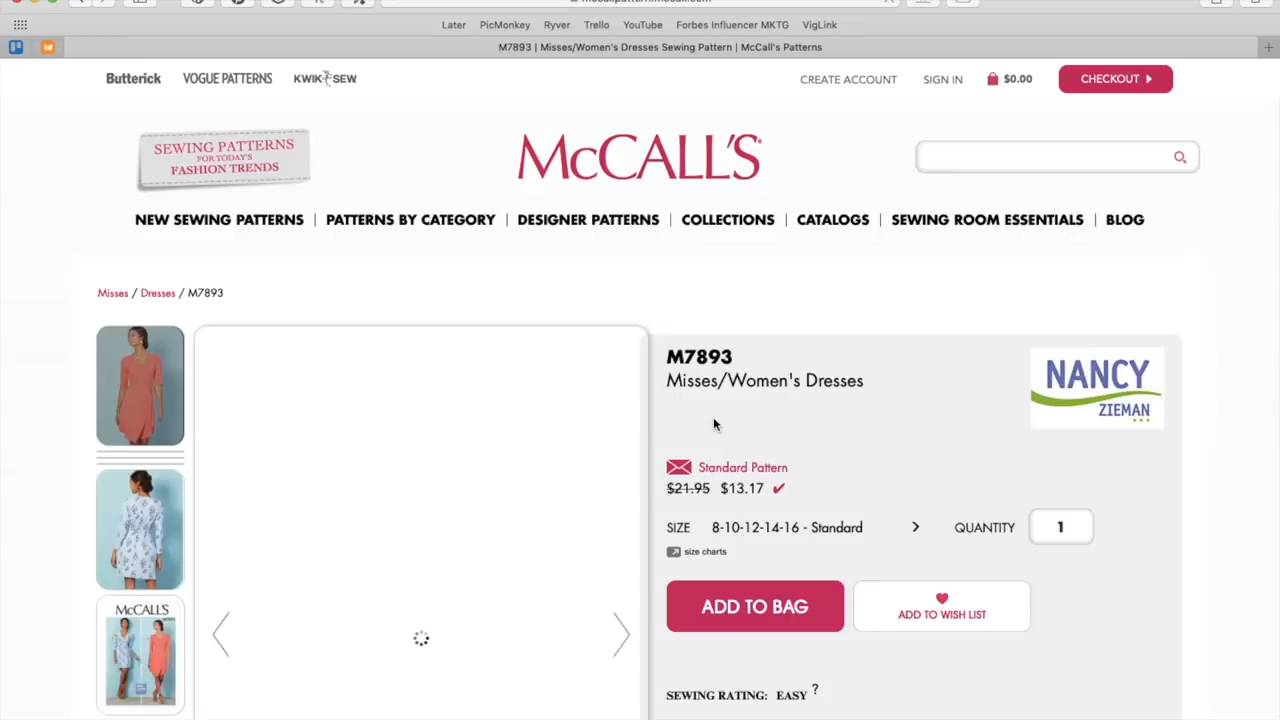 Later PicMonkey Ryver Trello YouTube Forbes Influencer MKTG VigLink
M7893 | Misses/Women's Dresses Sewing Pattern | McCall's Patterns
Butterick VOGUE PATTERNS KWIK SEW CREATE ACCOUNT SIGN IN $0.00 CHECKOUT
SEWING PATTERNS
FOR TODAY'S
FASHION TRENDS
McCALL'S
NEW SEWING PATTERNS | PATTERNS BY CATEGORY | DESIGNER PATTERNS | COLLECTIONS | CATALOGS | SEWING ROOM ESSENTIALS | BLOG
Misses / Dresses / M7893
M7893
Misses/Women's Dresses
NANCY
ZIEMAN
Standard Pattern
$21.95 $13.17
SIZE 8-10-12-14-16 - Standard QUANTITY 1
size charts
ADD TO BAG
ADD TO WISH LIST
McCALL'S
SEWING RATING: EASY ?